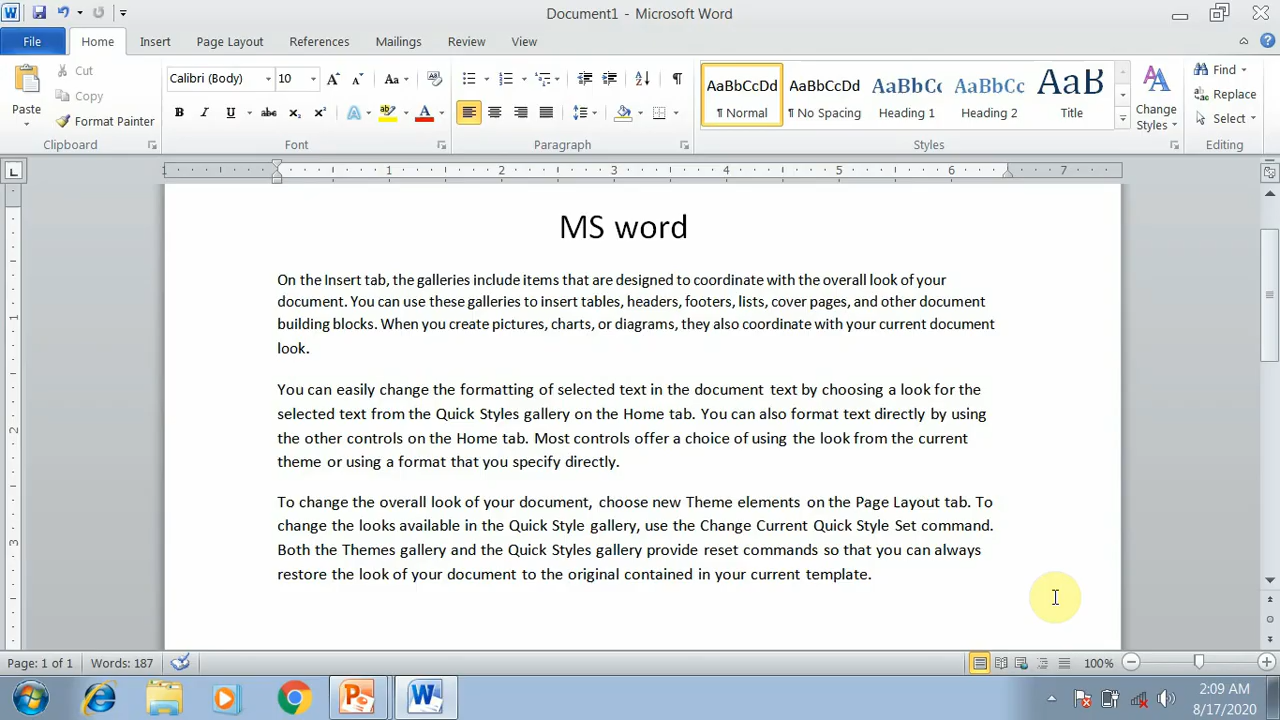 Document1 - Microsoft Word
File Home Insert Page Layout References Mailings Review View
Paste Cut Copy Format Painter
Calibri (Body) 10
AaBbCcDd AaBbCcDd AaBbCc AaBbCc AaB
¶ Normal ¶ No Spacing Heading 1 Heading 2 Title
Change Styles
Find Replace Select
Clipboard Font Paragraph Styles Editing
1 2 3 4 5 6 7
MS word
On the Insert tab, the galleries include items that are designed to coordinate with the overall look of your
document. You can use these galleries to insert tables, headers, footers, lists, cover pages, and other document
building blocks. When you create pictures, charts, or diagrams, they also coordinate with your current document
look.
You can easily change the formatting of selected text in the document text by choosing a look for the
selected text from the Quick Styles gallery on the Home tab. You can also format text directly by using
the other controls on the Home tab. Most controls offer a choice of using the look from the current
theme or using a format that you specify directly.
To change the overall look of your document, choose new Theme elements on the Page Layout tab. To
change the looks available in the Quick Style gallery, use the Change Current Quick Style Set command.
Both the Themes gallery and the Quick Styles gallery provide reset commands so that you can always
restore the look of your document to the original contained in your current template.
Page: 1 of 1 Words: 187 100%
2:09 AM
8/17/2020